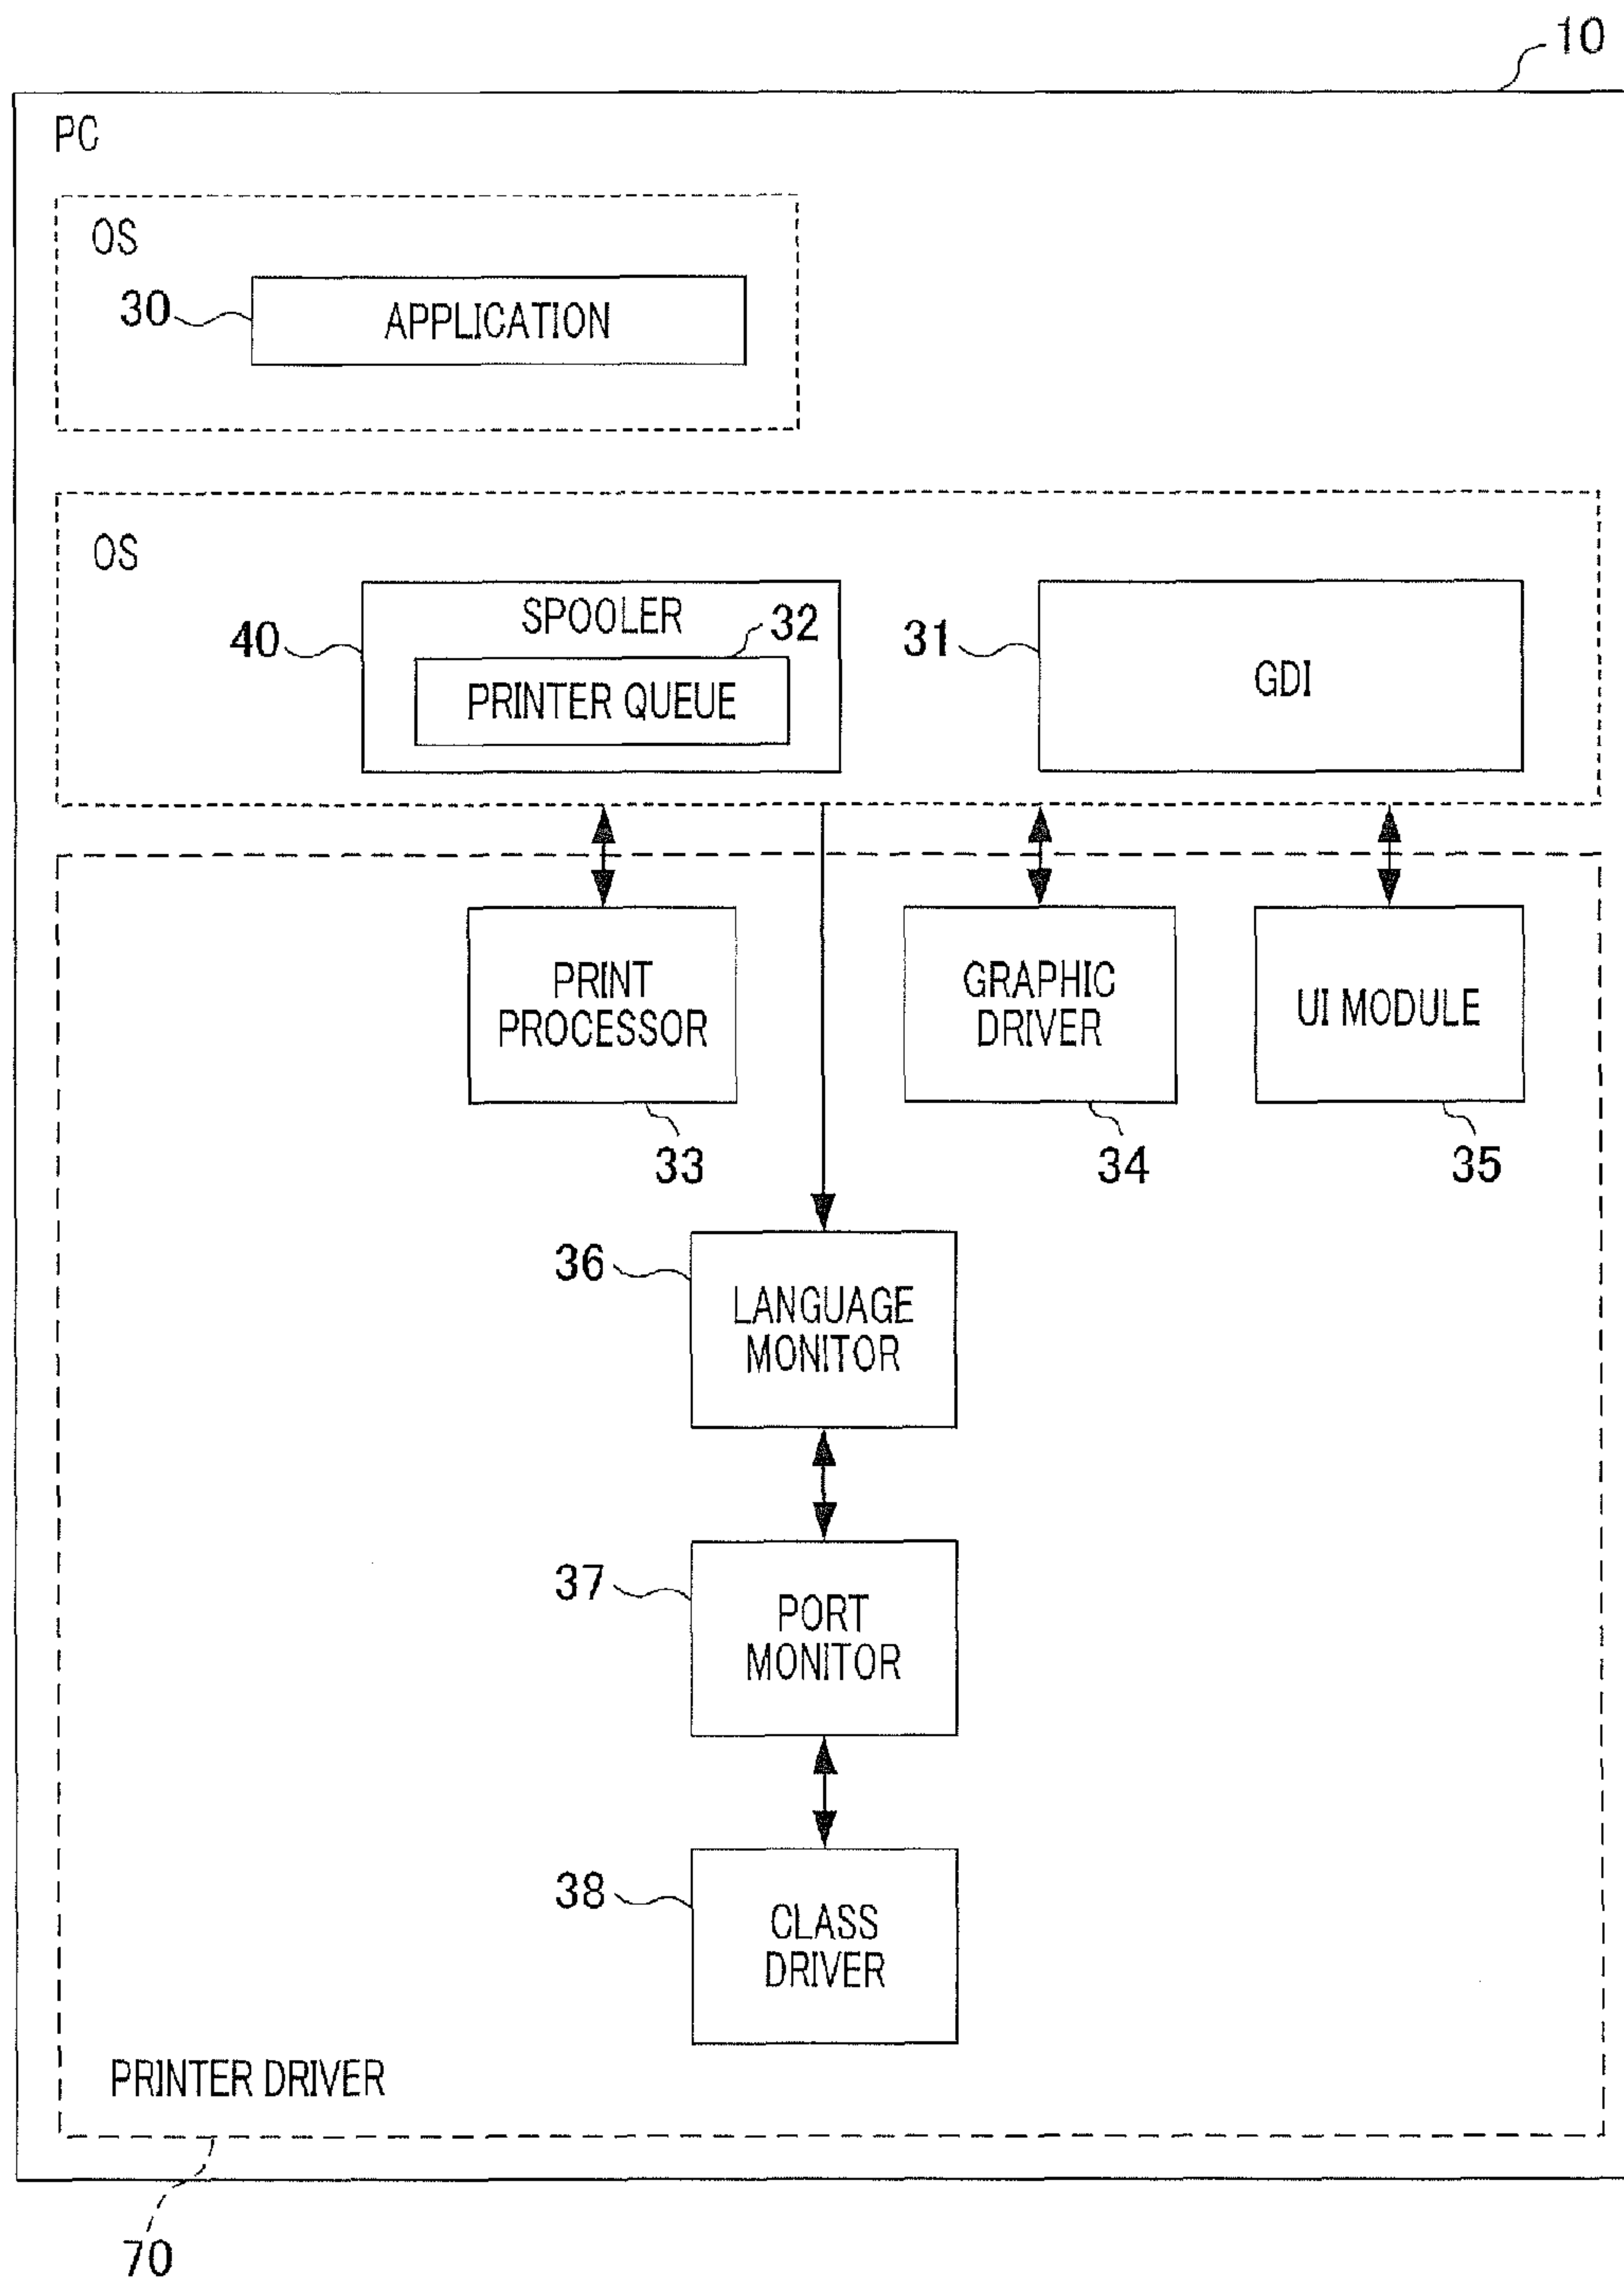 10
PC
OS
30
APPLICATION
OS
SPOOLER
32
40
PRINTER QUEUE
31
GDI
PRINT
PROCESSOR
33
GRAPHIC
DRIVER
34
UI MODULE
35
36
LANGUAGE
MONITOR
37
PORT
MONITOR
38
CLASS
DRIVER
PRINTER DRIVER
70